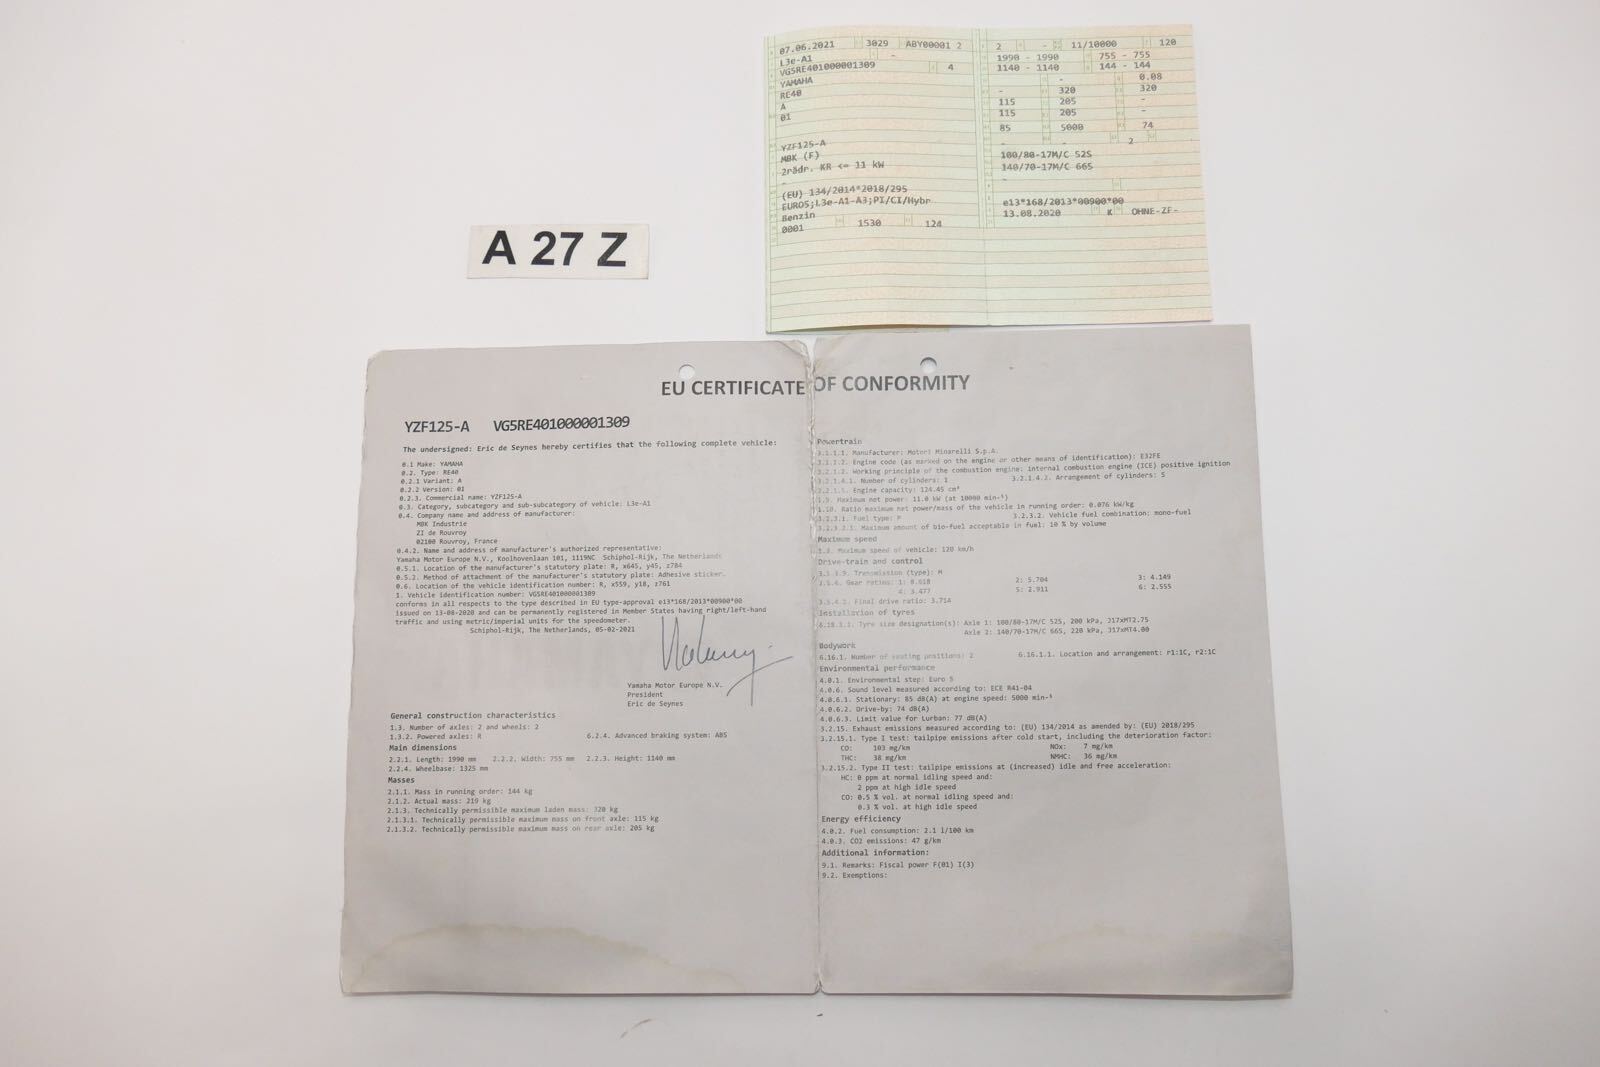 07.06.2021 3029 ABY00001 2
L3e-A1 -
VG5RE401000001309 4
YAMAHA
RE40
A
01
YZF125-A
MBK (F)
2rädr. KR <= 11 kW
-
(EU) 134/2014*2018/295
EURO5;L3e-A1-A3;PI/CI/Hybr
Benzin
0001 1530 124
2 - 11/10000 120
1990 - 1990 755 - 755
1140 - 1140 144 - 144
- 0.08
- 320 320
115 205 -
115 205 -
85 5000 74
- - 2
100/80-17M/C 52S
140/70-17M/C 66S
-
e13*168/2013*00900*00
13.08.2020 K OHNE-ZF-
A 27 Z
EU CERTIFICATE OF CONFORMITY
YZF125-A VG5RE401000001309
The undersigned: Eric de Seynes hereby certifies that the following complete vehicle:
0.1 Make: YAMAHA
0.2. Type: RE40
0.2.1 Variant: A
0.2.2 Version: 01
0.2.3. Commercial name: YZF125-A
0.3. Category, subcategory and sub-subcategory of vehicle: L3e-A1
0.4. Company name and address of manufacturer:
MBK Industrie
ZI de Rouvroy
02100 Rouvroy, France
0.4.2. Name and address of manufacturer's authorized representative:
Yamaha Motor Europe N.V., Koolhovenlaan 101, 1119NC Schiphol-Rijk, The Netherlands
0.5.1. Location of the manufacturer's statutory plate: R, x645, y45, z784
0.5.2. Method of attachment of the manufacturer's statutory plate: Adhesive sticker.
0.6. Location of the vehicle identification number: R, x559, y18, z761
1. Vehicle identification number: VG5RE401000001309
conforms in all respects to the type described in EU type-approval e13*168/2013*00900*00
issued on 13-08-2020 and can be permanently registered in Member States having right/left-hand
traffic and using metric/imperial units for the speedometer.
Schiphol-Rijk, The Netherlands, 05-02-2021
Yamaha Motor Europe N.V.
President
Eric de Seynes
General construction characteristics
1.3. Number of axles: 2 and wheels: 2
1.3.2. Powered axles: R 6.2.4. Advanced braking system: ABS
Main dimensions
2.2.1. Length: 1990 mm 2.2.2. Width: 755 mm 2.2.3. Height: 1140 mm
2.2.4. Wheelbase: 1325 mm
Masses
2.1.1. Mass in running order: 144 kg
2.1.2. Actual mass: 219 kg
2.1.3. Technically permissible maximum laden mass: 320 kg
2.1.3.1. Technically permissible maximum mass on front axle: 115 kg
2.1.3.2. Technically permissible maximum mass on rear axle: 205 kg
Powertrain
3.1.1.1. Manufacturer: Motori Minarelli S.p.A.
3.1.1.2. Engine code (as marked on the engine or other means of identification): E32FE
3.2.1.2. Working principle of the combustion engine: internal combustion engine (ICE) positive ignition
3.2.1.4.1. Number of cylinders: 1 3.2.1.4.2. Arrangement of cylinders: S
3.2.1.5. Engine capacity: 124.45 cm³
1.9. Maximum net power: 11.0 kW (at 10000 min-¹)
1.10. Ratio maximum net power/mass of the vehicle in running order: 0.076 kW/kg
3.2.3.1. Fuel type: P 3.2.3.2. Vehicle fuel combination: mono-fuel
3.2.3.2.1. Maximum amount of bio-fuel acceptable in fuel: 10 % by volume
Maximum speed
1.8. Maximum speed of vehicle: 120 km/h
Drive-train and control
3.5.3.9. Transmission (type): M
3.5.4. Gear ratios: 1: 8.618 2: 5.704 3: 4.149
4: 3.477 5: 2.911 6: 2.555
3.5.4.1. Final drive ratio: 3.714
Installation of tyres
6.18.1.1. Tyre size designation(s): Axle 1: 100/80-17M/C 52S, 200 kPa, J17xMT2.75
Axle 2: 140/70-17M/C 66S, 220 kPa, J17xMT4.00
Bodywork
6.16.1. Number of seating positions: 2 6.16.1.1. Location and arrangement: r1:1C, r2:1C
Environmental performance
4.0.1. Environmental step: Euro 5
4.0.6. Sound level measured according to: ECE R41-04
4.0.6.1. Stationary: 85 dB(A) at engine speed: 5000 min-¹
4.0.6.2. Drive-by: 74 dB(A)
4.0.6.3. Limit value for Lurban: 77 dB(A)
3.2.15. Exhaust emissions measured according to: (EU) 134/2014 as amended by: (EU) 2018/295
3.2.15.1. Type I test: tailpipe emissions after cold start, including the deterioration factor:
CO: 103 mg/km NOx: 7 mg/km
THC: 38 mg/km NMHC: 36 mg/km
3.2.15.2. Type II test: tailpipe emissions at (increased) idle and free acceleration:
HC: 0 ppm at normal idling speed and:
2 ppm at high idle speed
CO: 0.5 % vol. at normal idling speed and:
0.3 % vol. at high idle speed
Energy efficiency
4.0.2. Fuel consumption: 2.1 l/100 km
4.0.3. CO2 emissions: 47 g/km
Additional information:
9.1. Remarks: Fiscal power F(01) I(3)
9.2. Exemptions: